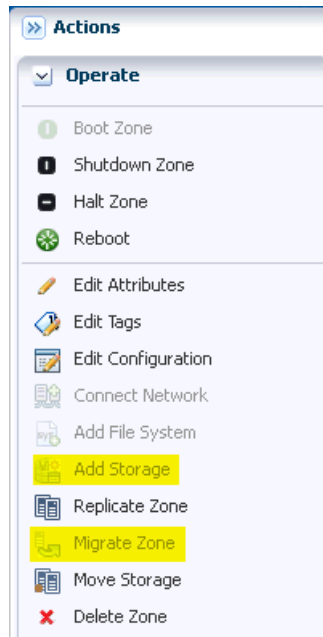 Actions
Operate
Boot Zone
Shutdown Zone
Halt Zone
Reboot
Edit Attributes
Edit Tags
Edit Configuration
Connect Network
Add File System
Add Storage
Replicate Zone
Migrate Zone
Move Storage
Delete Zone